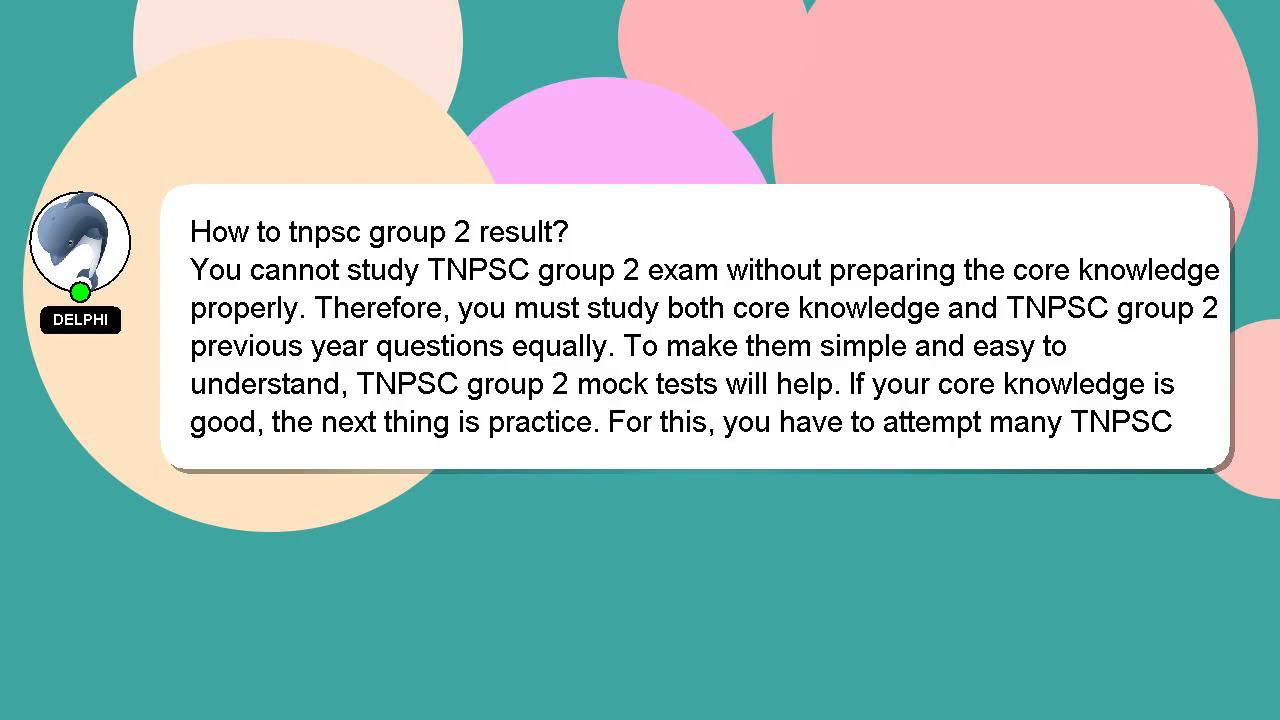 How to tnpsc group 2 result?
You cannot study TNPSC group 2 exam without preparing the core knowledge
properly. Therefore, you must study both core knowledge and TNPSC group 2
previous year questions equally. To make them simple and easy to
understand, TNPSC group 2 mock tests will help. If your core knowledge is
good, the next thing is practice. For this, you have to attempt many TNPSC
DELPHI